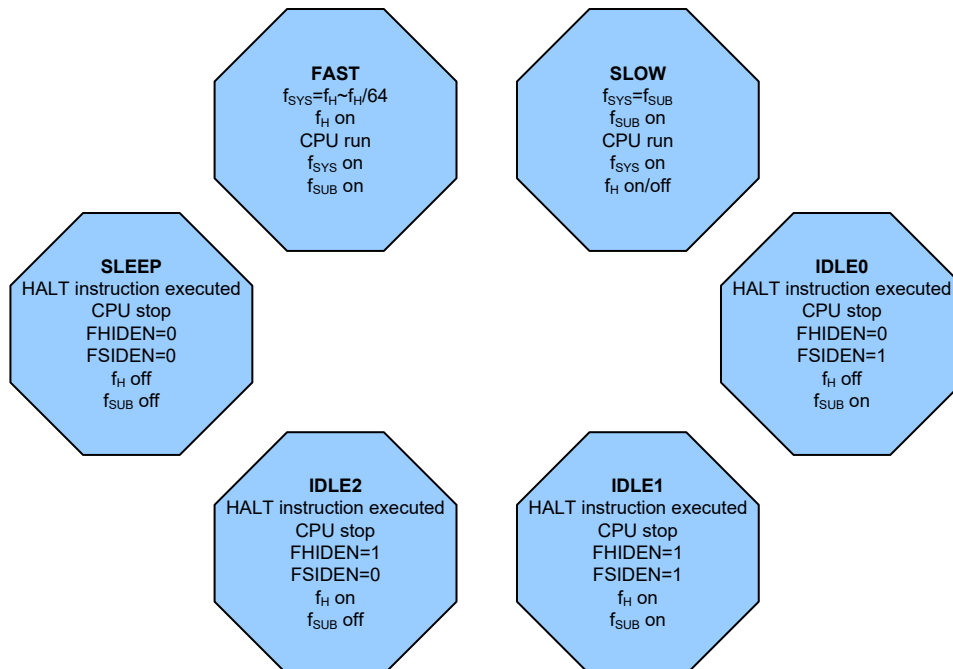 FAST
fSYS=fH~fH/64
fH on
CPU run
fSYS on
fSUB on
SLOW
fSYS=fSUB
fSUB on
CPU run
fSYS on
fH on/off
SLEEP
HALT instruction executed
CPU stop
FHIDEN=0
FSIDEN=0
fH off
fSUB off
IDLE0
HALT instruction executed
CPU stop
FHIDEN=0
FSIDEN=1
fH off
fSUB on
IDLE2
HALT instruction executed
CPU stop
FHIDEN=1
FSIDEN=0
fH on
fSUB off
IDLE1
HALT instruction executed
CPU stop
FHIDEN=1
FSIDEN=1
fH on
fSUB on